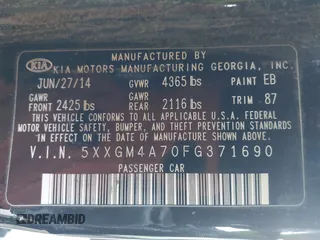 MANUFACTURED BY
KIA KIA MOTORS MANUFACTURING GEORGIA, INC.
JUN/27/14 GVWR 4365 lbs PAINT EB
GAWR FRONT 2425 lbs GAWR REAR 2116 lbs TRIM 87
THIS VEHICLE CONFORMS TO ALL APPLICABLE U.S.A. FEDERAL
MOTOR VEHICLE SAFETY, BUMPER, AND THEFT PREVENTION
STANDARDS IN EFFECT ON THE DATE OF MANUFACTURE SHOWN ABOVE.
V.I.N. 5XXGM4A70FG371690
PASSENGER CAR
DREAMBID